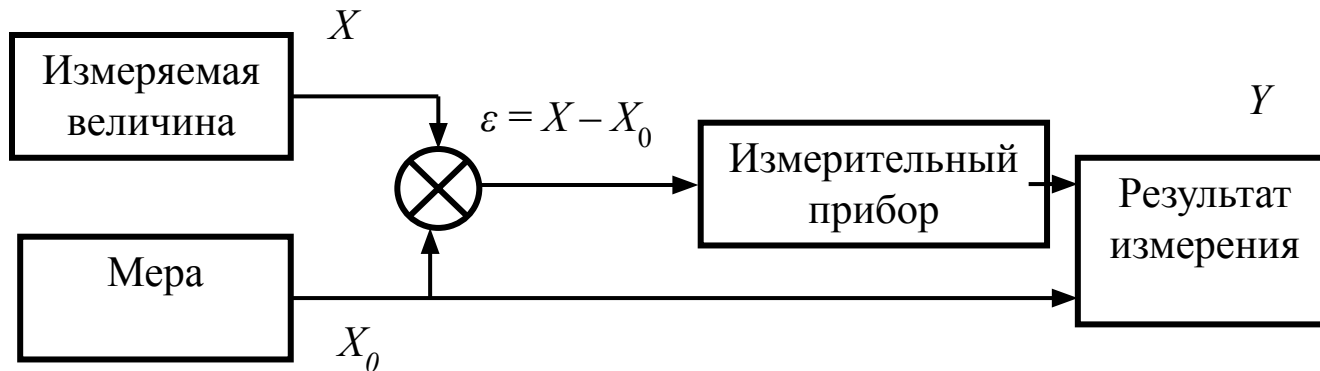 X
Измеряемая
величина
ε = X – X₀
Y
Измерительный
прибор
Результат
измерения
Мера
X₀